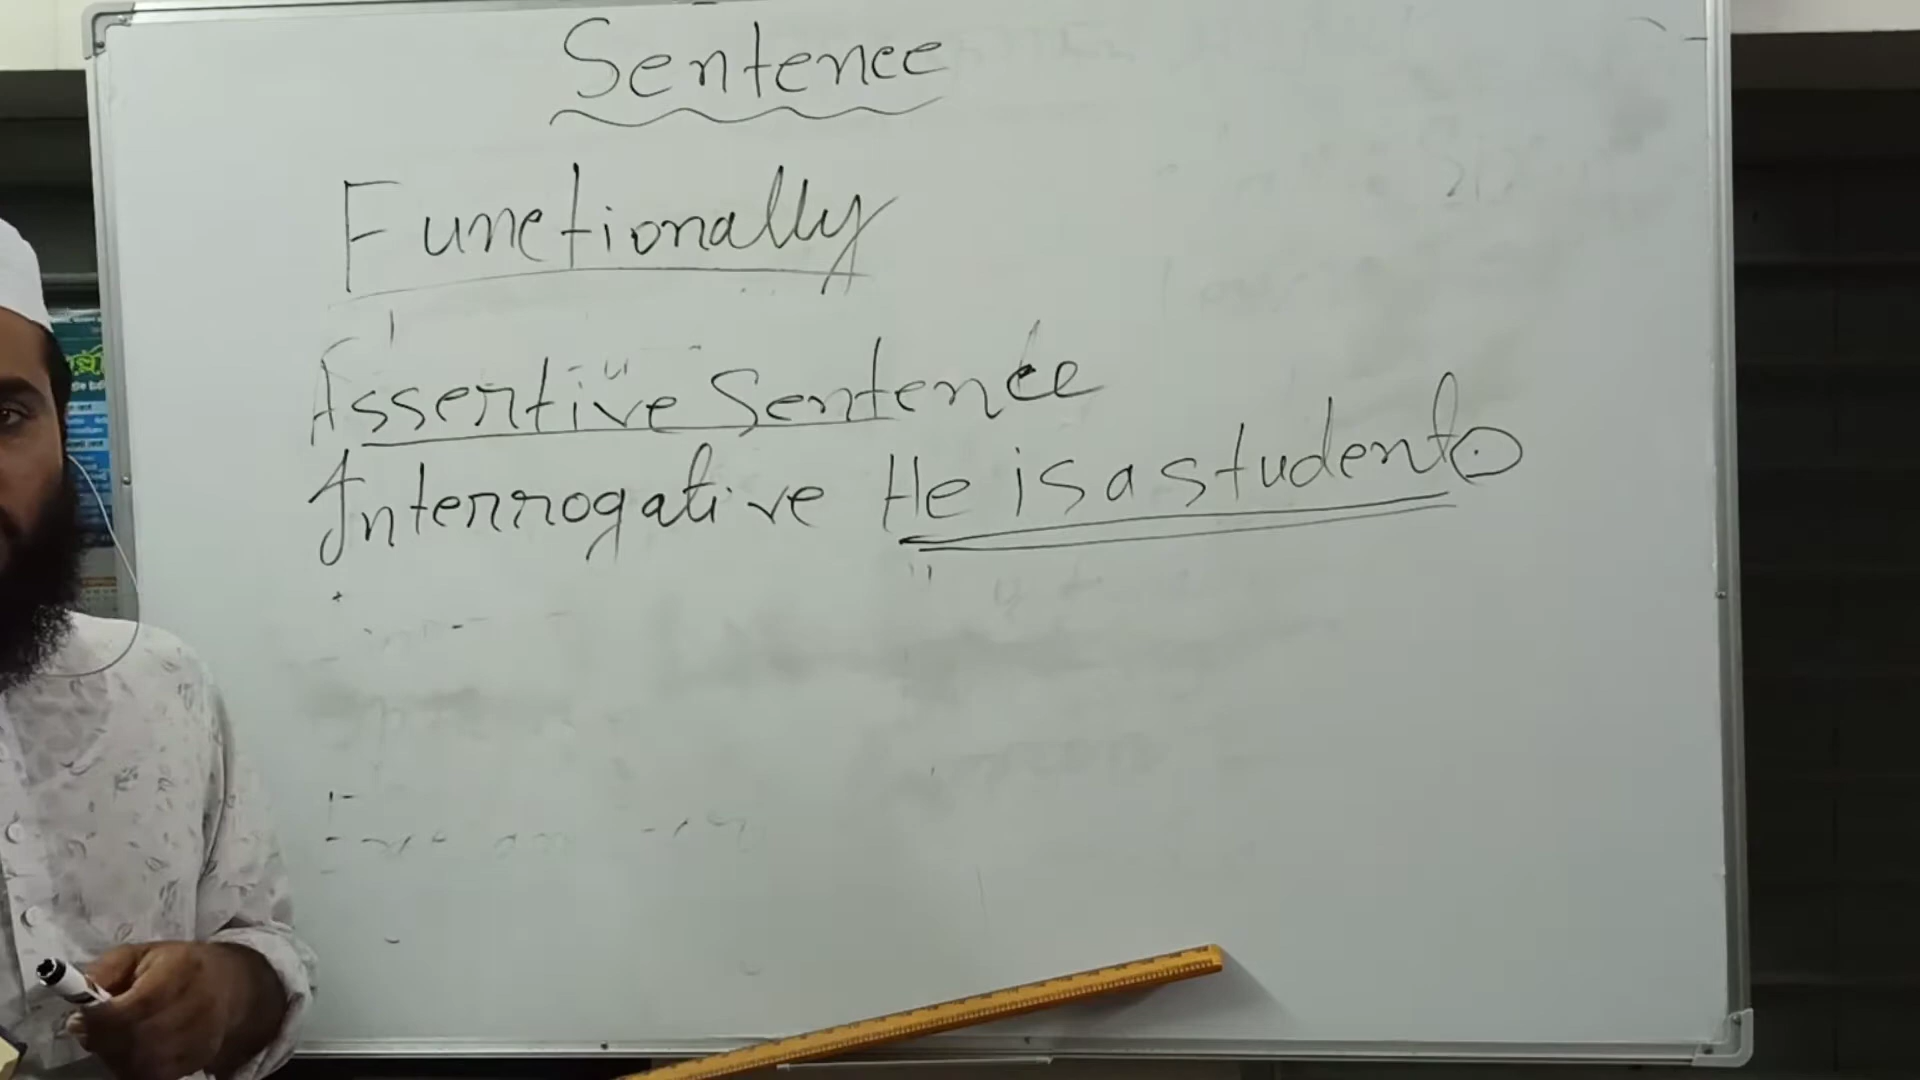 Sentence
Functionally
Assertive Sentence
Interrogative He is a student.